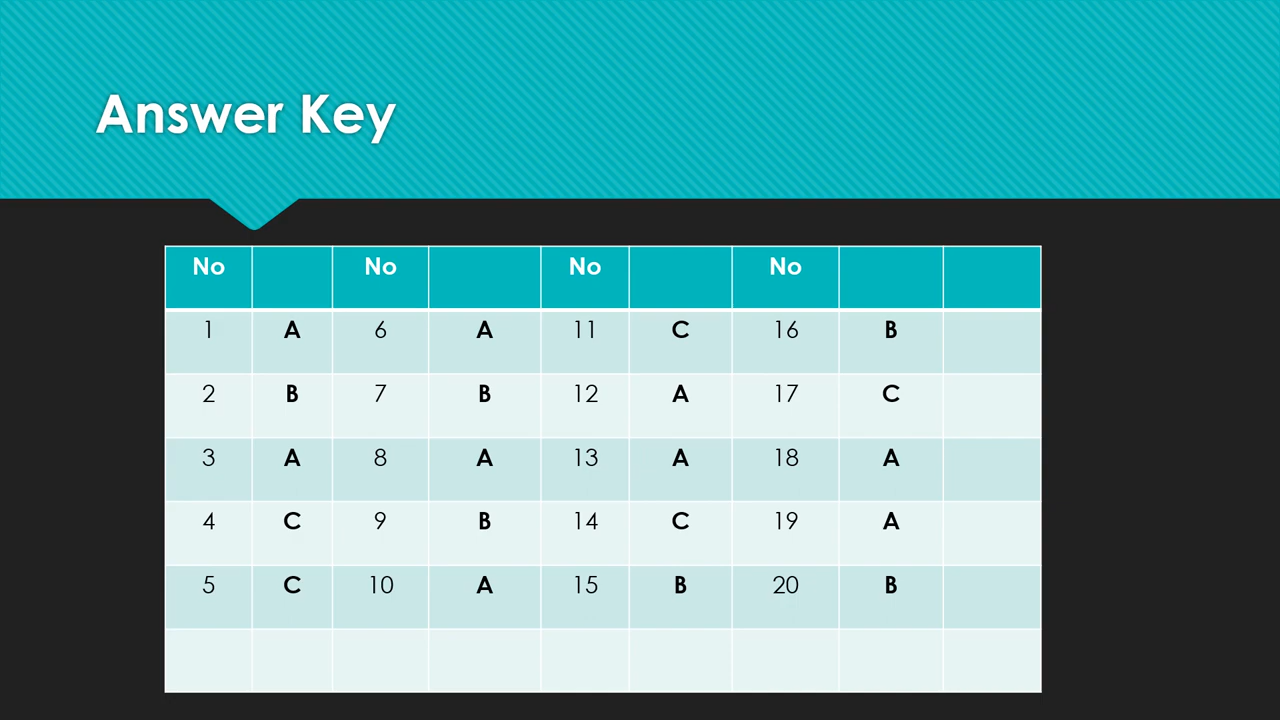 Answer Key
No No No No
1 A 6 A 11 C 16 B
2 B 7 B 12 A 17 C
3 A 8 A 13 A 18 A
4 C 9 B 14 C 19 A
5 C 10 A 15 B 20 B